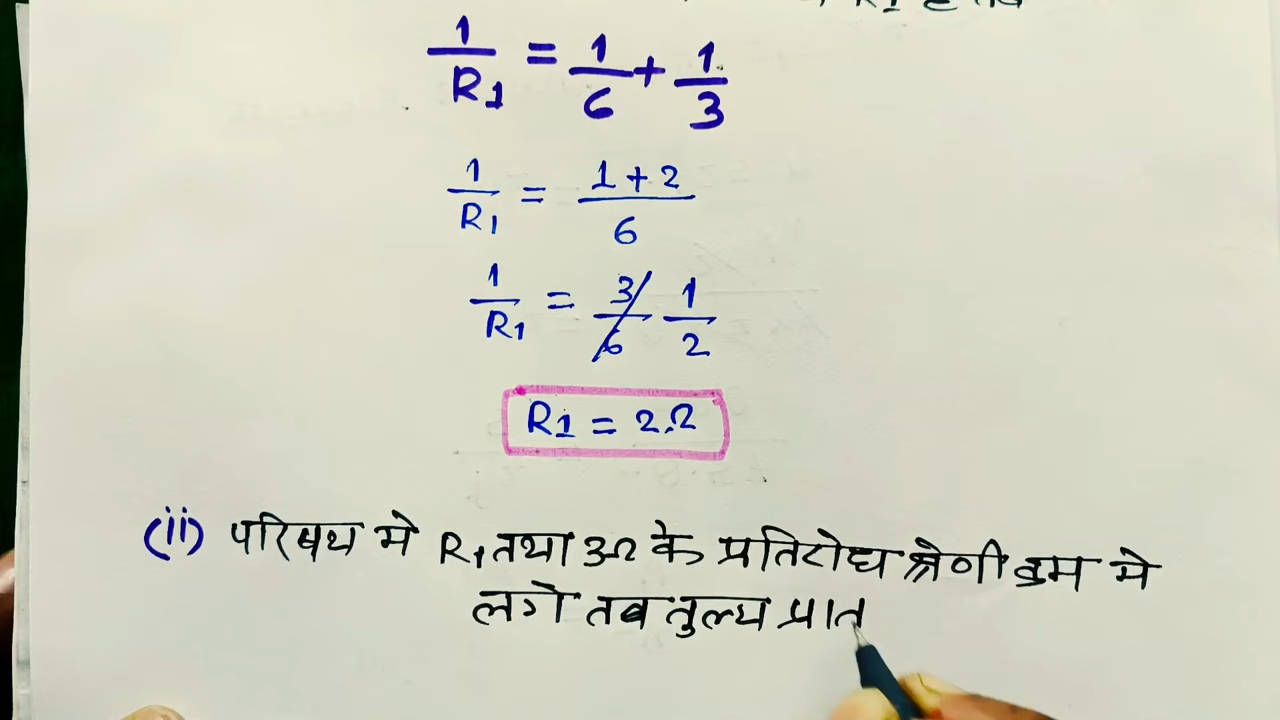 1/R1 = 1/6 + 1/3
1/R1 = 1+2/6
1/R1 = 3/6 1/2
R1 = 2Ω
(ii) परिपथ मे R1 तथा 3Ω के प्रतिरोध श्रेणी क्रम मे
लगे तब तुल्य प्रात